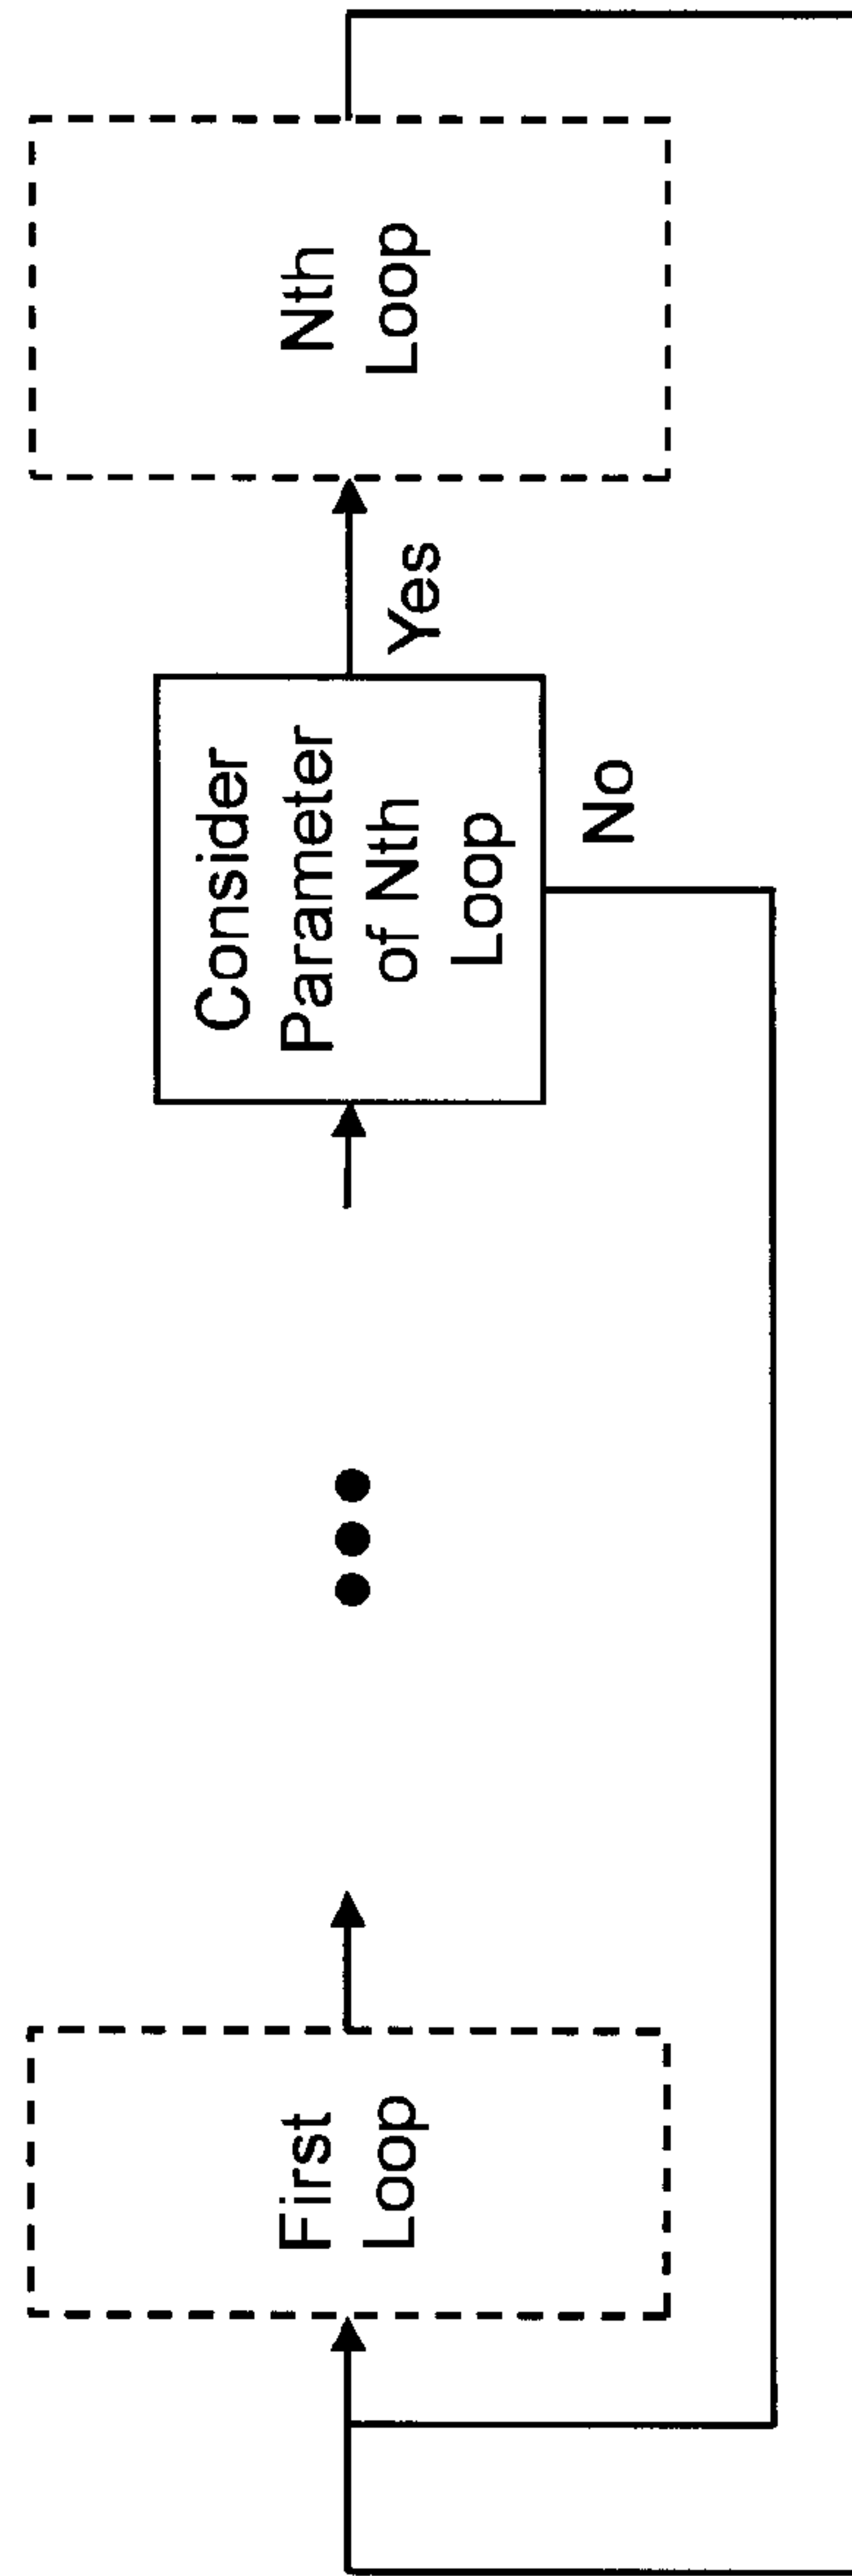 First
Loop
Consider
Parameter
of Nth
Loop
Yes
No
Nth
Loop